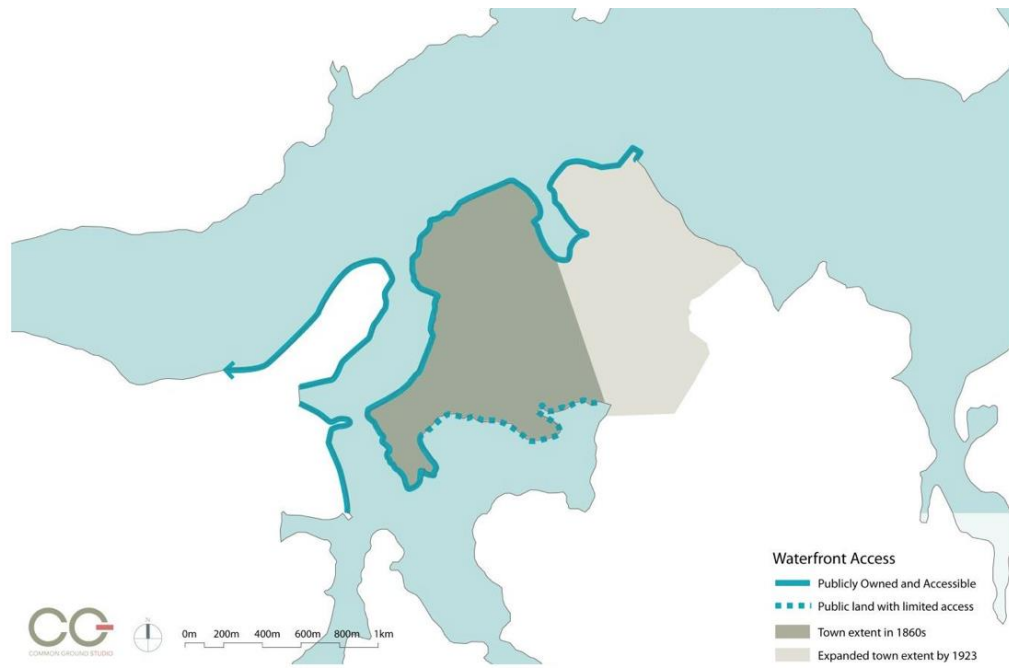 Waterfront Access
Publicly Owned and Accessible
Public land with limited access
Town extent in 1860s
Expanded town extent by 1923
CG
COMMON GROUND STUDIO
0m 200m 400m 600m 800m 1km